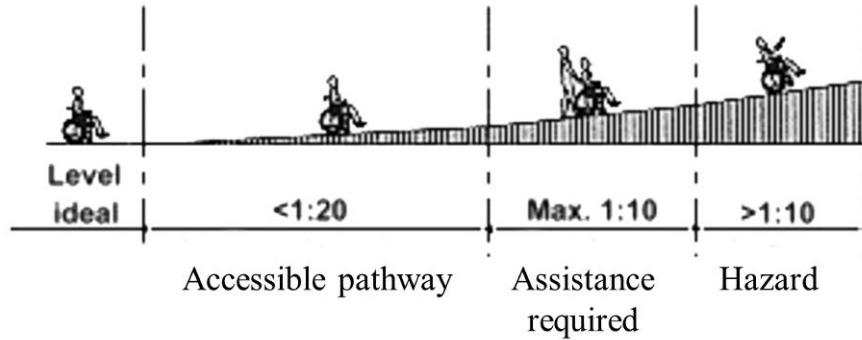 Level
ideal
<1:20
Max. 1:10
>1:10
Accessible pathway
Assistance
required
Hazard